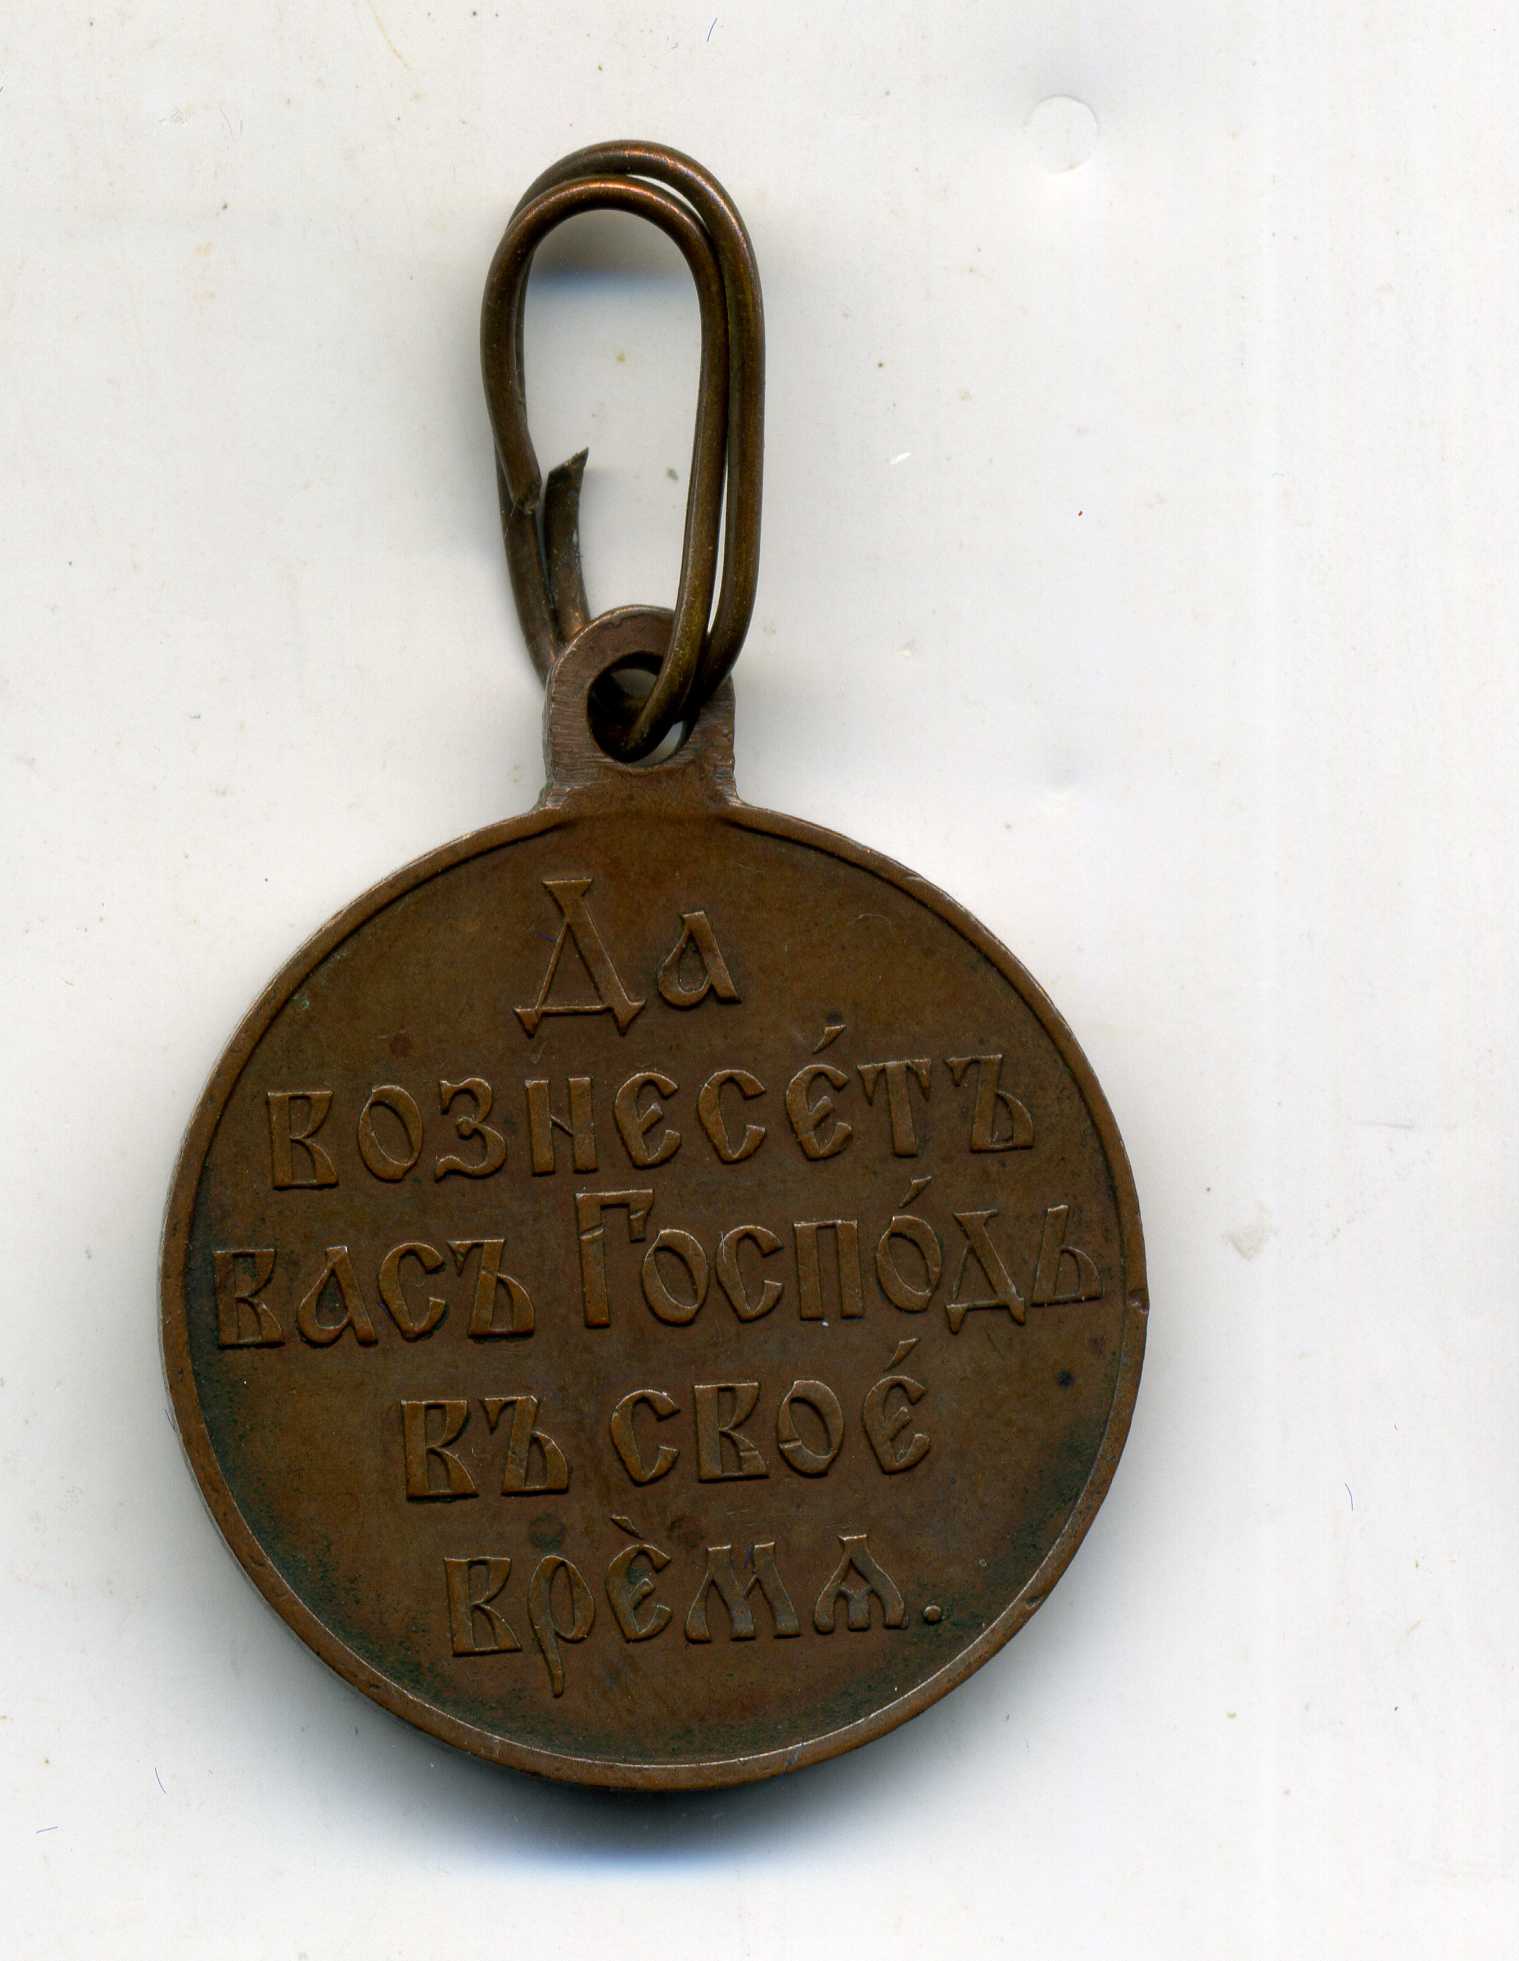 Да
вознесе́тъ
васъ Госпо́дь
въ свое́
врѐмѧ.